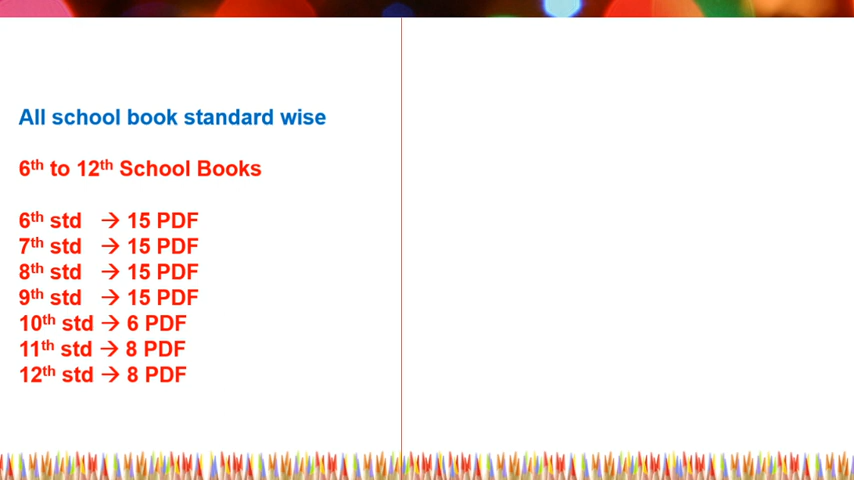 All school book standard wise
6th to 12th School Books
6th std → 15 PDF
7th std → 15 PDF
8th std → 15 PDF
9th std → 15 PDF
10th std → 6 PDF
11th std → 8 PDF
12th std → 8 PDF